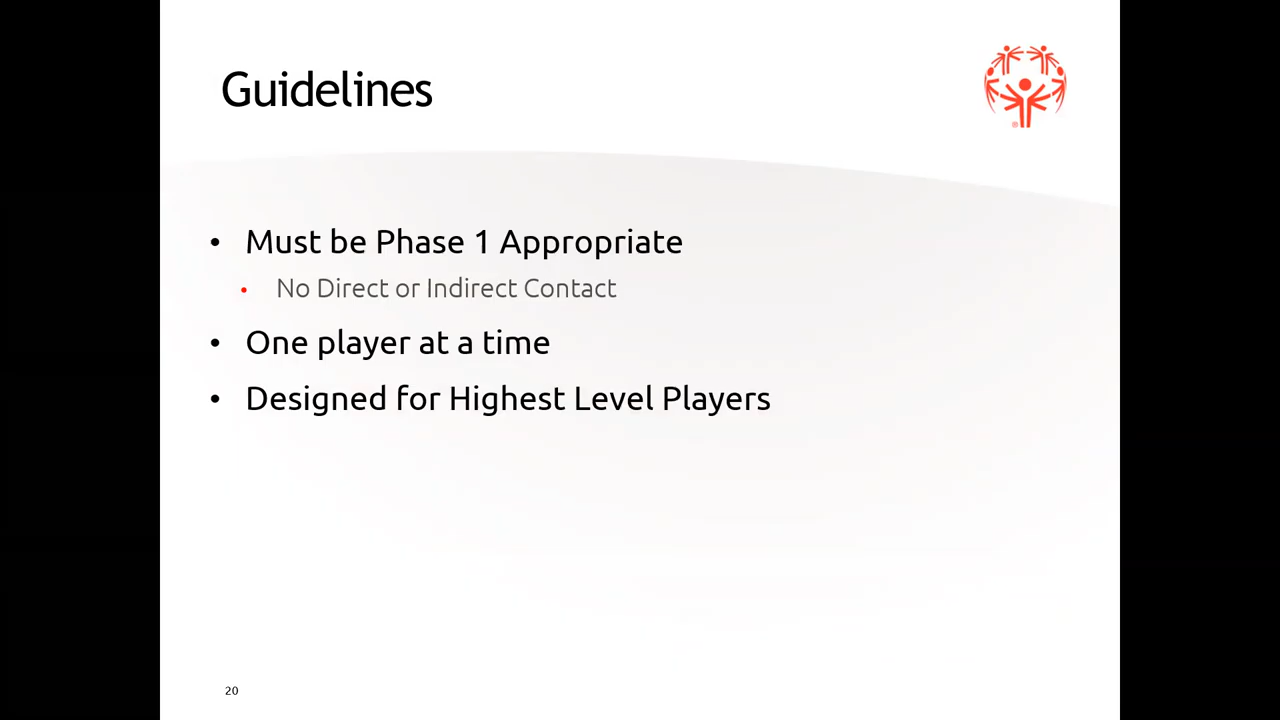 Guidelines
• Must be Phase 1 Appropriate
• No Direct or Indirect Contact
• One player at a time
• Designed for Highest Level Players
20